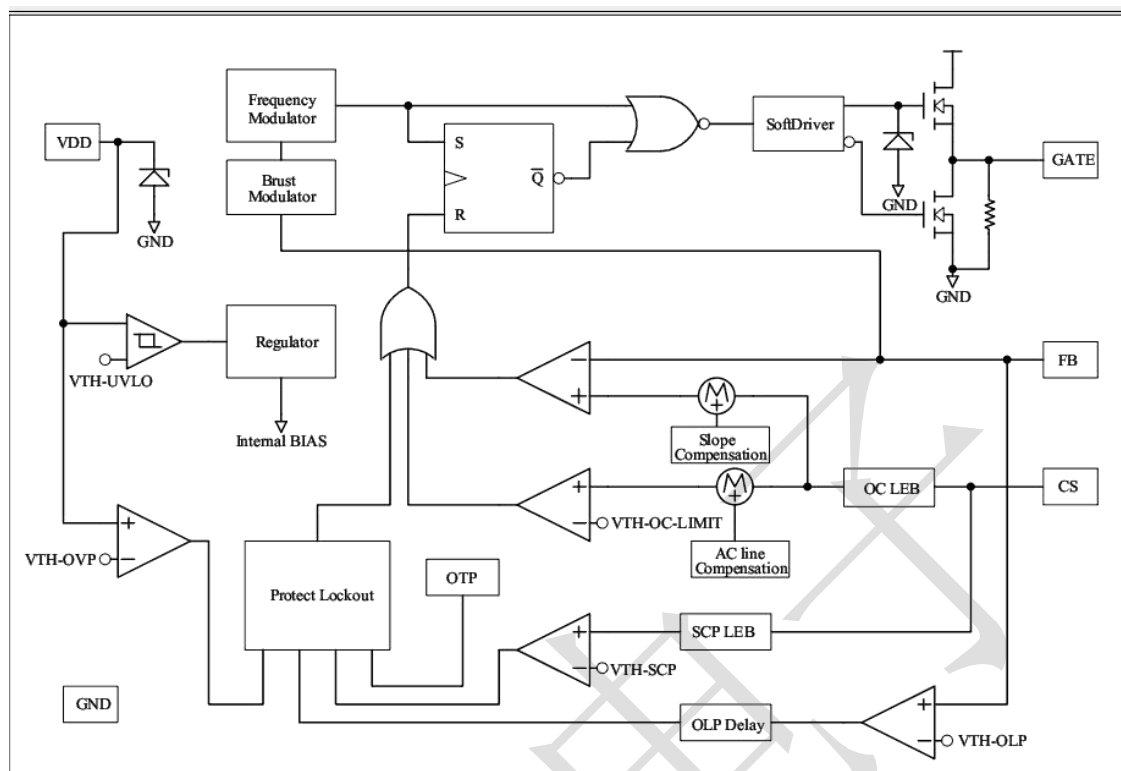 Frequency
Modulator
VDD
SoftDriver
S
Q
GATE
Brust
Modulator
R
GND
GND
GND
Regulator
VTH-UVLO
FB
Internal BIAS
Slope
Compensation
OC LEB
CS
VTH-OC-LIMIT
VTH-OVP
AC line
Compensation
OTP
Protect Lockout
SCP LEB
VTH-SCP
GND
OLP Delay
VTH-OLP